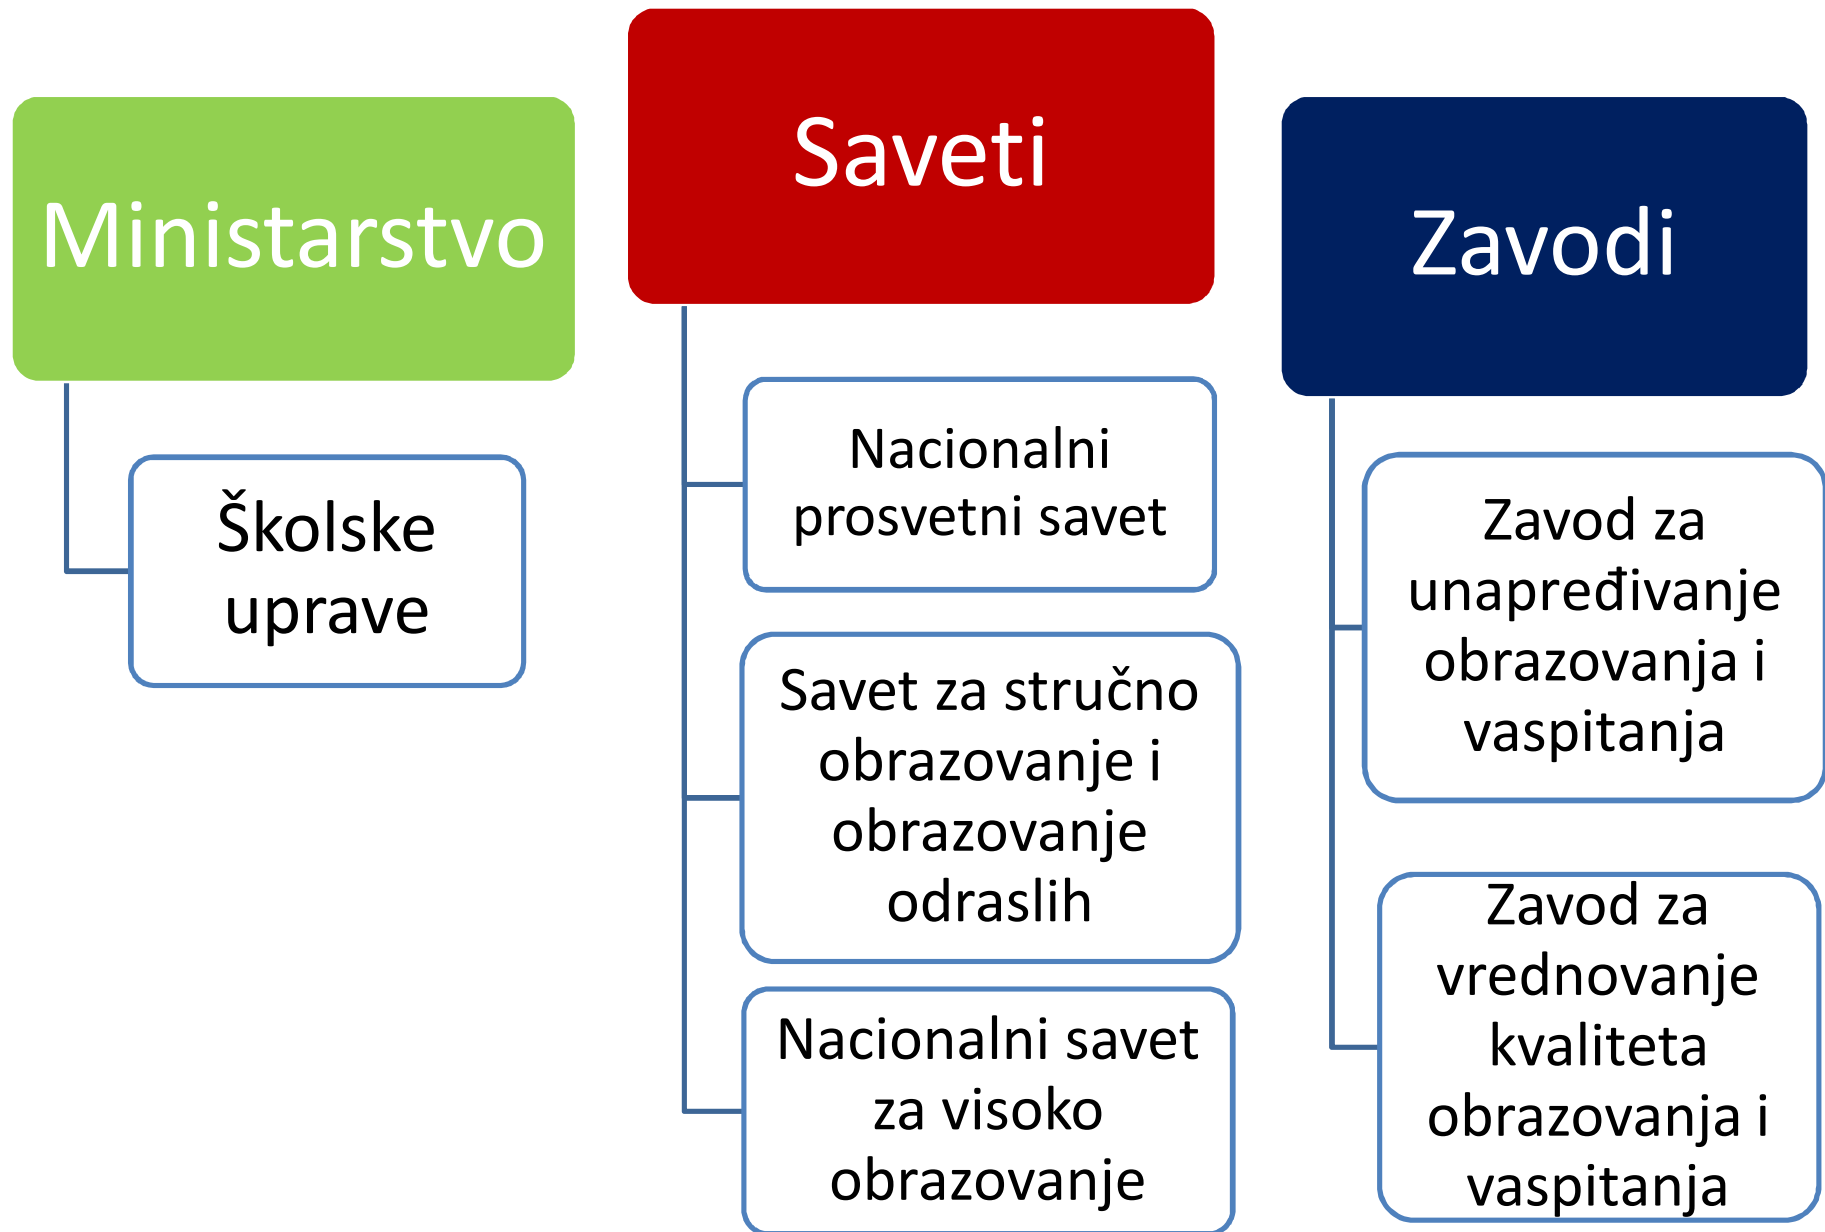 Ministarstvo
Školske
uprave
Saveti
Nacionalni
prosvetni savet
Savet za stručno
obrazovanje i
obrazovanje
odraslih
Nacionalni savet
za visoko
obrazovanje
Zavodi
Zavod za
unapređivanje
obrazovanja i
vaspitanja
Zavod za
vrednovanje
kvaliteta
obrazovanja i
vaspitanja